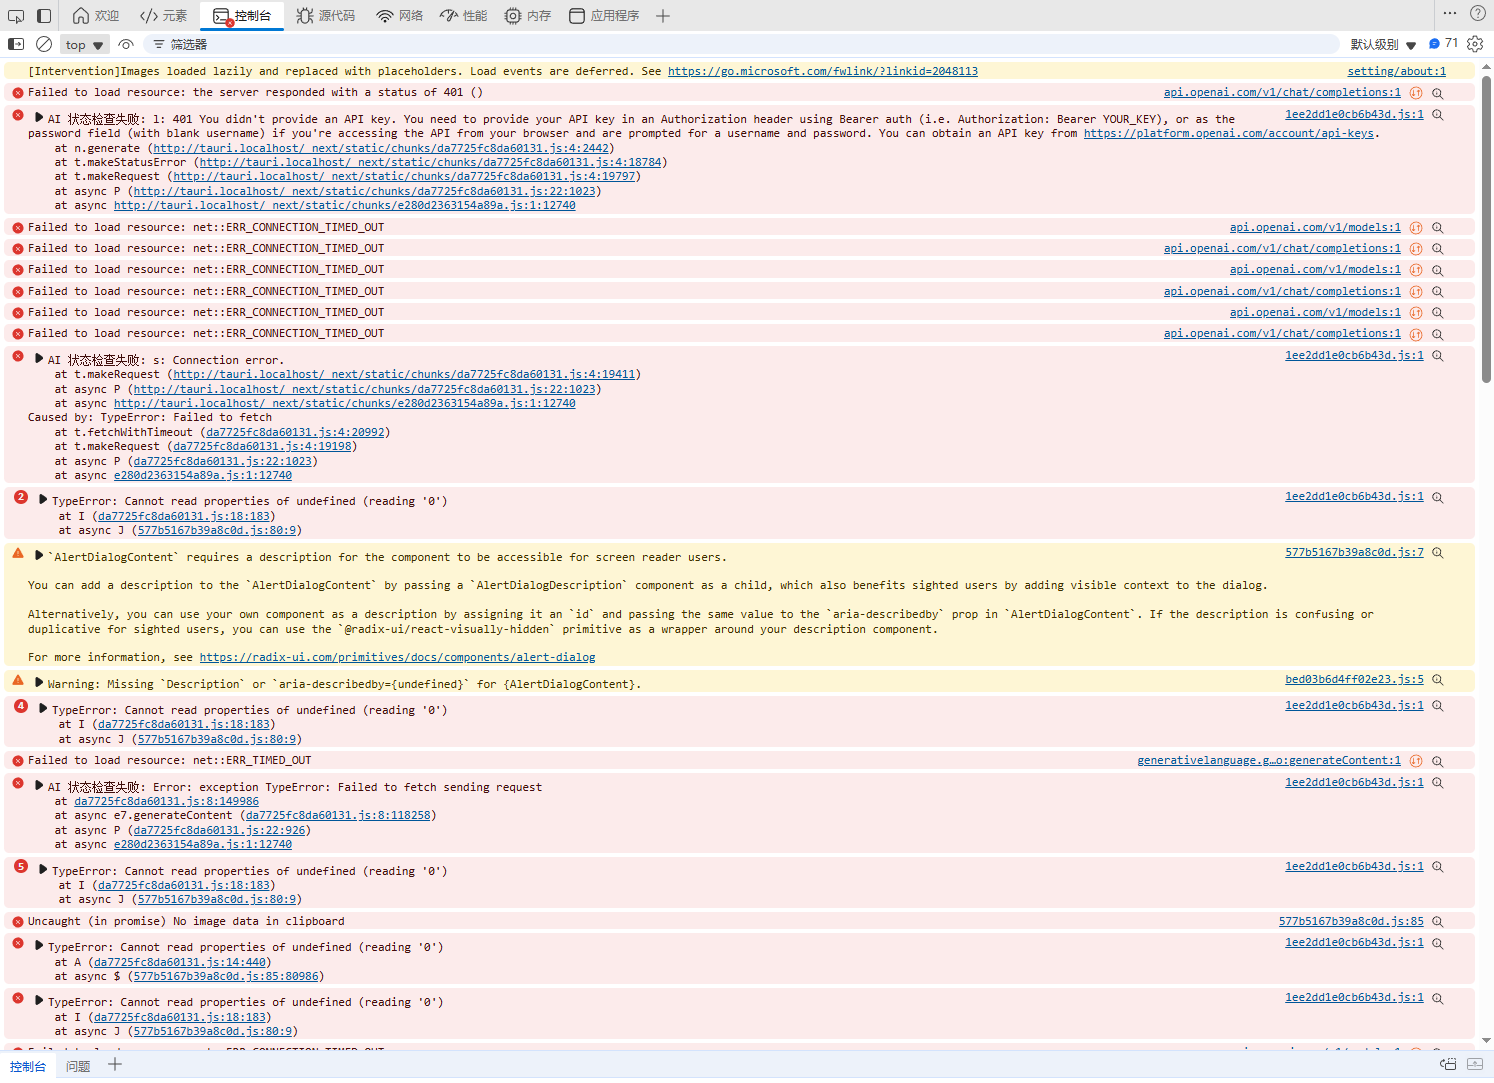 欢迎 元素 控制台 源代码 网络 性能 内存 应用程序
top 筛选器 默认级别 71
[Intervention]Images loaded lazily and replaced with placeholders. Load events are deferred. See https://go.microsoft.com/fwlink/?linkid=2048113 setting/about:1
Failed to load resource: the server responded with a status of 401 () api.openai.com/v1/chat/completions:1
AI 状态检查失败: l: 401 You didn't provide an API key. You need to provide your API key in an Authorization header using Bearer auth (i.e. Authorization: Bearer YOUR_KEY), or as the 1ee2dd1e0cb6b43d.js:1
password field (with blank username) if you're accessing the API from your browser and are prompted for a username and password. You can obtain an API key from https://platform.openai.com/account/api-keys.
at n.generate (http://tauri.localhost/_next/static/chunks/da7725fc8da60131.js:4:2442)
at t.makeStatusError (http://tauri.localhost/_next/static/chunks/da7725fc8da60131.js:4:18784)
at t.makeRequest (http://tauri.localhost/_next/static/chunks/da7725fc8da60131.js:4:19797)
at async P (http://tauri.localhost/_next/static/chunks/da7725fc8da60131.js:22:1023)
at async http://tauri.localhost/_next/static/chunks/e280d2363154a89a.js:1:12740
Failed to load resource: net::ERR_CONNECTION_TIMED_OUT api.openai.com/v1/models:1
Failed to load resource: net::ERR_CONNECTION_TIMED_OUT api.openai.com/v1/chat/completions:1
Failed to load resource: net::ERR_CONNECTION_TIMED_OUT api.openai.com/v1/models:1
Failed to load resource: net::ERR_CONNECTION_TIMED_OUT api.openai.com/v1/chat/completions:1
Failed to load resource: net::ERR_CONNECTION_TIMED_OUT api.openai.com/v1/models:1
Failed to load resource: net::ERR_CONNECTION_TIMED_OUT api.openai.com/v1/chat/completions:1
AI 状态检查失败: s: Connection error. 1ee2dd1e0cb6b43d.js:1
at t.makeRequest (http://tauri.localhost/_next/static/chunks/da7725fc8da60131.js:4:19411)
at async P (http://tauri.localhost/_next/static/chunks/da7725fc8da60131.js:22:1023)
at async http://tauri.localhost/_next/static/chunks/e280d2363154a89a.js:1:12740
Caused by: TypeError: Failed to fetch
at t.fetchWithTimeout (da7725fc8da60131.js:4:20992)
at t.makeRequest (da7725fc8da60131.js:4:19198)
at async P (da7725fc8da60131.js:22:1023)
at async e280d2363154a89a.js:1:12740
2 TypeError: Cannot read properties of undefined (reading '0') 1ee2dd1e0cb6b43d.js:1
at I (da7725fc8da60131.js:18:183)
at async J (577b5167b39a8c0d.js:80:9)
`AlertDialogContent` requires a description for the component to be accessible for screen reader users. 577b5167b39a8c0d.js:7
You can add a description to the `AlertDialogContent` by passing a `AlertDialogDescription` component as a child, which also benefits sighted users by adding visible context to the dialog.
Alternatively, you can use your own component as a description by assigning it an `id` and passing the same value to the `aria-describedby` prop in `AlertDialogContent`. If the description is confusing or
duplicative for sighted users, you can use the `@radix-ui/react-visually-hidden` primitive as a wrapper around your description component.
For more information, see https://radix-ui.com/primitives/docs/components/alert-dialog
Warning: Missing `Description` or `aria-describedby={undefined}` for {AlertDialogContent}. bed03b6d4ff02e23.js:5
4 TypeError: Cannot read properties of undefined (reading '0') 1ee2dd1e0cb6b43d.js:1
at I (da7725fc8da60131.js:18:183)
at async J (577b5167b39a8c0d.js:80:9)
Failed to load resource: net::ERR_TIMED_OUT generativelanguage.g…o:generateContent:1
AI 状态检查失败: Error: exception TypeError: Failed to fetch sending request 1ee2dd1e0cb6b43d.js:1
at da7725fc8da60131.js:8:149986
at async e7.generateContent (da7725fc8da60131.js:8:118258)
at async P (da7725fc8da60131.js:22:926)
at async e280d2363154a89a.js:1:12740
5 TypeError: Cannot read properties of undefined (reading '0') 1ee2dd1e0cb6b43d.js:1
at I (da7725fc8da60131.js:18:183)
at async J (577b5167b39a8c0d.js:80:9)
Uncaught (in promise) No image data in clipboard 577b5167b39a8c0d.js:85
TypeError: Cannot read properties of undefined (reading '0') 1ee2dd1e0cb6b43d.js:1
at A (da7725fc8da60131.js:14:440)
at async $ (577b5167b39a8c0d.js:85:80986)
TypeError: Cannot read properties of undefined (reading '0') 1ee2dd1e0cb6b43d.js:1
at I (da7725fc8da60131.js:18:183)
at async J (577b5167b39a8c0d.js:80:9)
控制台 问题